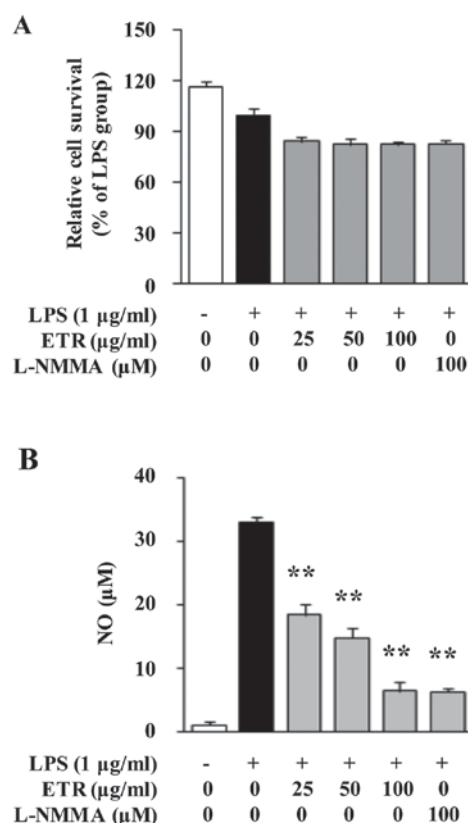 A
Relative cell survival
(% of LPS group)
150
120
90
60
30
0
LPS (1 µg/ml) - + + + + +
ETR (µg/ml) 0 0 25 50 100 0
L-NMMA (µM) 0 0 0 0 0 100
B
NO (µM)
40
30
20
10
0
** ** ** **
LPS (1 µg/ml) - + + + + +
ETR (µg/ml) 0 0 25 50 100 0
L-NMMA (µM) 0 0 0 0 0 100